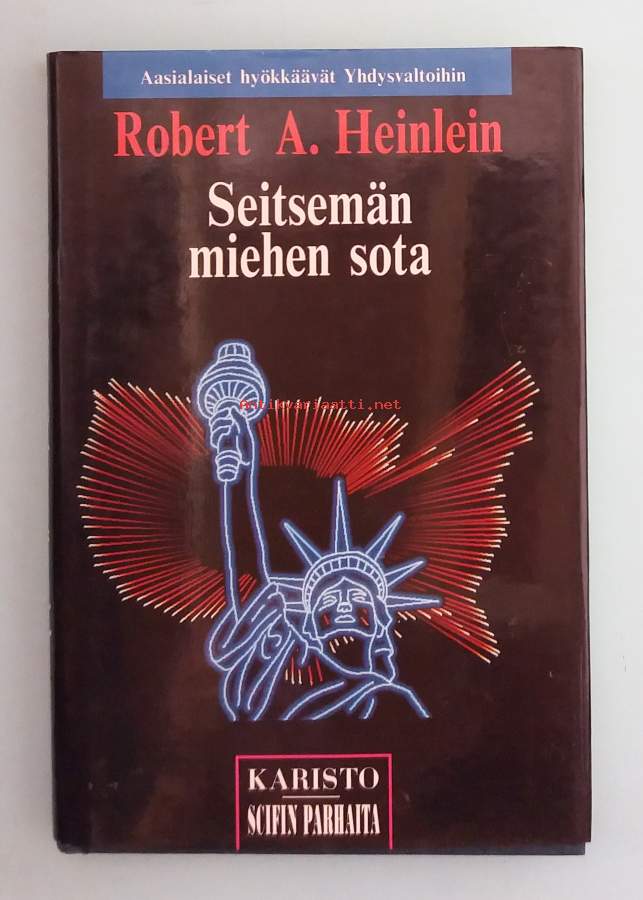 Aasialaiset hyökkäävät Yhdysvaltoihin
Robert A. Heinlein
Seitsemän
miehen sota
Antikvariaatti.net
KARISTO
SCIFIN PARHAITA